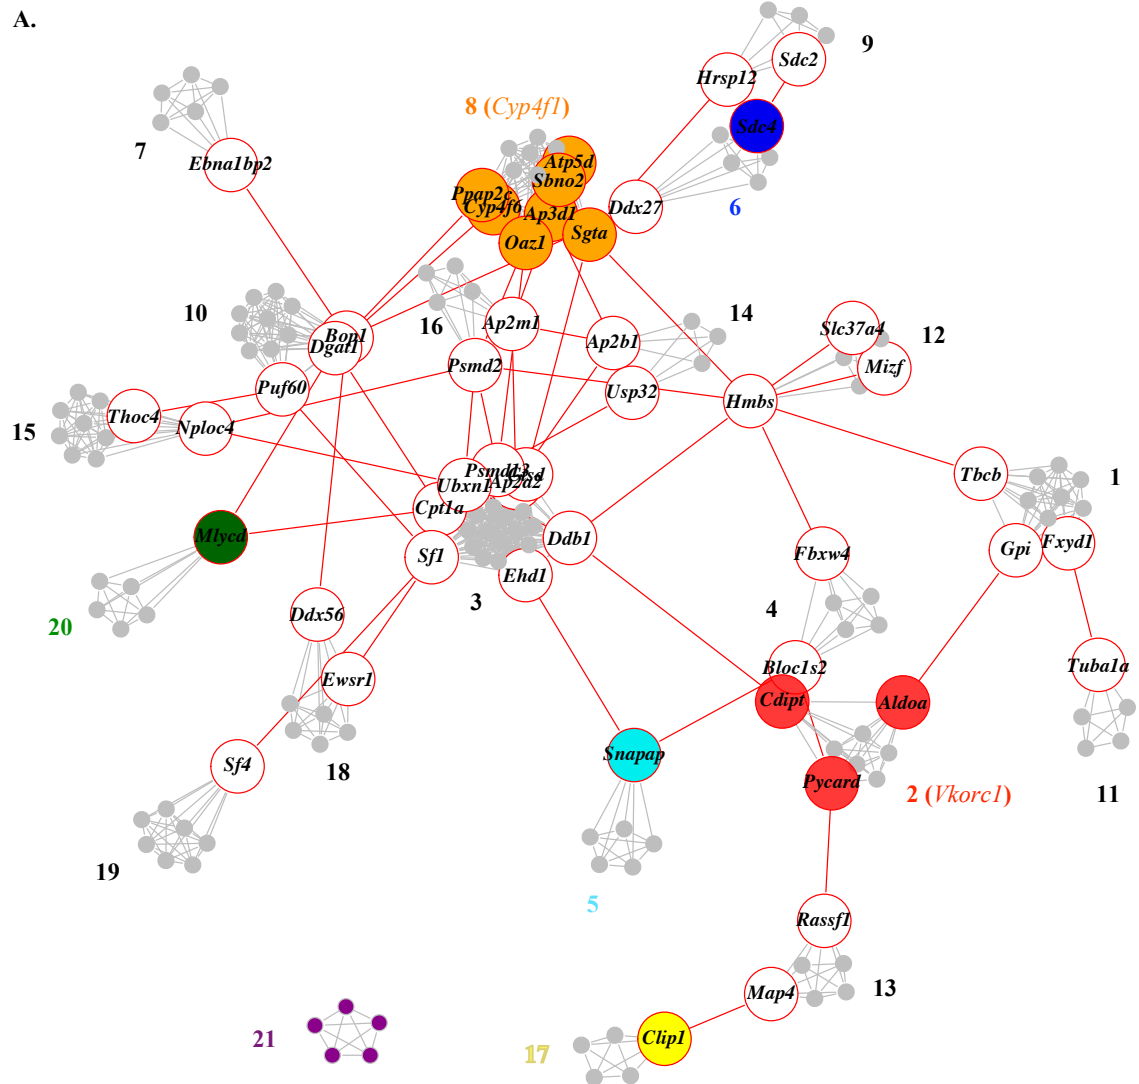 A.
9
Sdc2
Hrsp12
8 (Cyp4f1)
Sdc4
7
Ebna1bp2
Atp5d
Sbno2
Ppap2c
Cyp4f6
Ap3d1
Ddx27
6
Sgta
Oaz1
10
16
14
Ap2m1
Slc37a4
12
Bop1
Dgat1
Ap2b1
Mizf
Psmd2
Puf60
Usp32
Hmbs
15
Thoc4
Nploc4
1
Psmd13
Tbcb
Ubxn1
Ap2a2
Cpt1a
Mlycd
Ddb1
Fbxw4
Gpi
Fxyd1
Sf1
Ehd1
3
4
20
Ddx56
Bloc1s2
Tuba1a
Ewsr1
Cdipt
Aldoa
Snapap
Sf4
18
Pycard
2 (Vkorc1)
11
19
5
Rassf1
Map4
13
21
17
Clip1